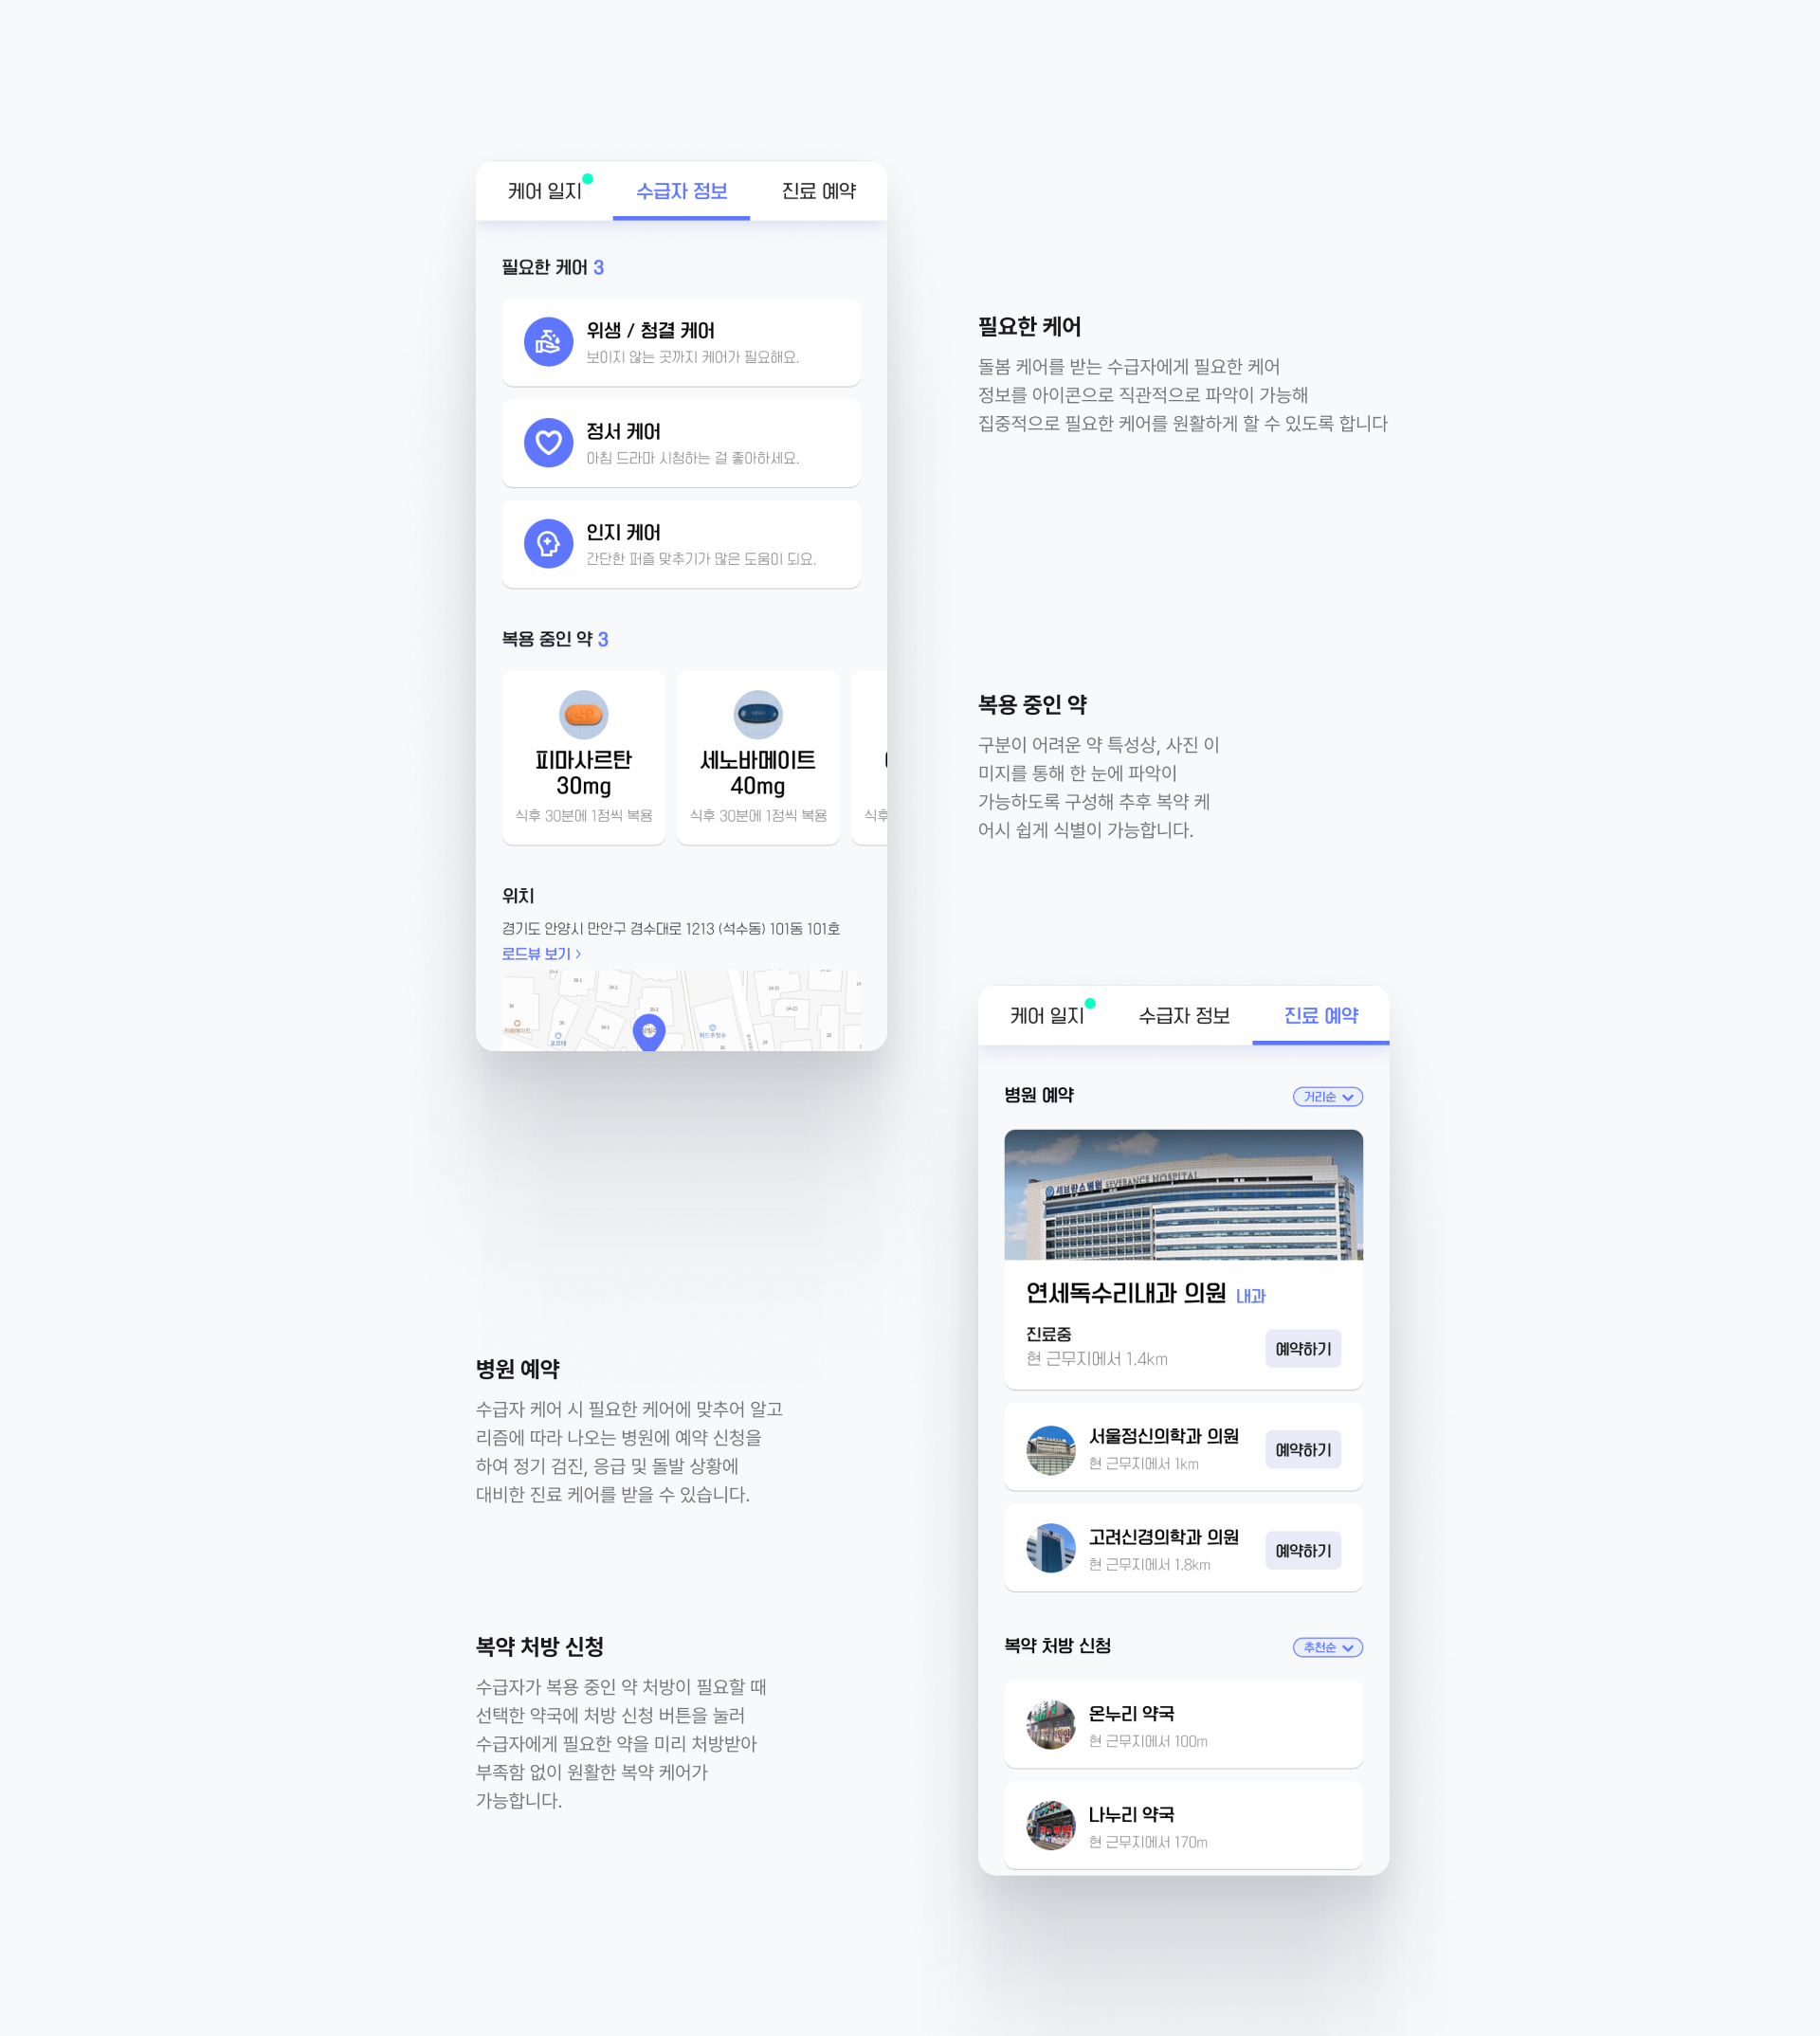 케어 일지
수급자 정보
진료 예약
필요한 케어 3
위생 / 청결 케어
보이지 않는 곳까지 케어가 필요해요.
정서 케어
아침 드라마 시청하는 걸 좋아하세요.
인지 케어
간단한 퍼즐 맞추기가 많은 도움이 되요.
복용 중인 약 3
피마사르탄
30mg
식후 30분에 1정씩 복용
세노바메이트
40mg
식후 30분에 1정씩 복용
식후
위치
경기도 안양시 만안구 경수대로 1213 (석수동) 101동 101호
로드뷰 보기 >
필요한 케어
돌봄 케어를 받는 수급자에게 필요한 케어
정보를 아이콘으로 직관적으로 파악이 가능해
집중적으로 필요한 케어를 원활하게 할 수 있도록 합니다
복용 중인 약
구분이 어려운 약 특성상, 사진 이
미지를 통해 한 눈에 파악이
가능하도록 구성해 추후 복약 케
어시 쉽게 식별이 가능합니다.
병원 예약
수급자 케어 시 필요한 케어에 맞추어 알고
리즘에 따라 나오는 병원에 예약 신청을
하여 정기 검진, 응급 및 돌발 상황에
대비한 진료 케어를 받을 수 있습니다.
복약 처방 신청
수급자가 복용 중인 약 처방이 필요할 때
선택한 약국에 처방 신청 버튼을 눌러
수급자에게 필요한 약을 미리 처방받아
부족함 없이 원활한 복약 케어가
가능합니다.
케어 일지
수급자 정보
진료 예약
병원 예약
거리순
세브란스병원 SEVERANCE HOSPITAL
연세독수리내과 의원 내과
진료중
현 근무지에서 1.4km
예약하기
서울정신의학과 의원
현 근무지에서 1km
예약하기
고려신경의학과 의원
현 근무지에서 1.8km
예약하기
복약 처방 신청
추천순
온누리 약국
현 근무지에서 100m
나누리 약국
현 근무지에서 170m